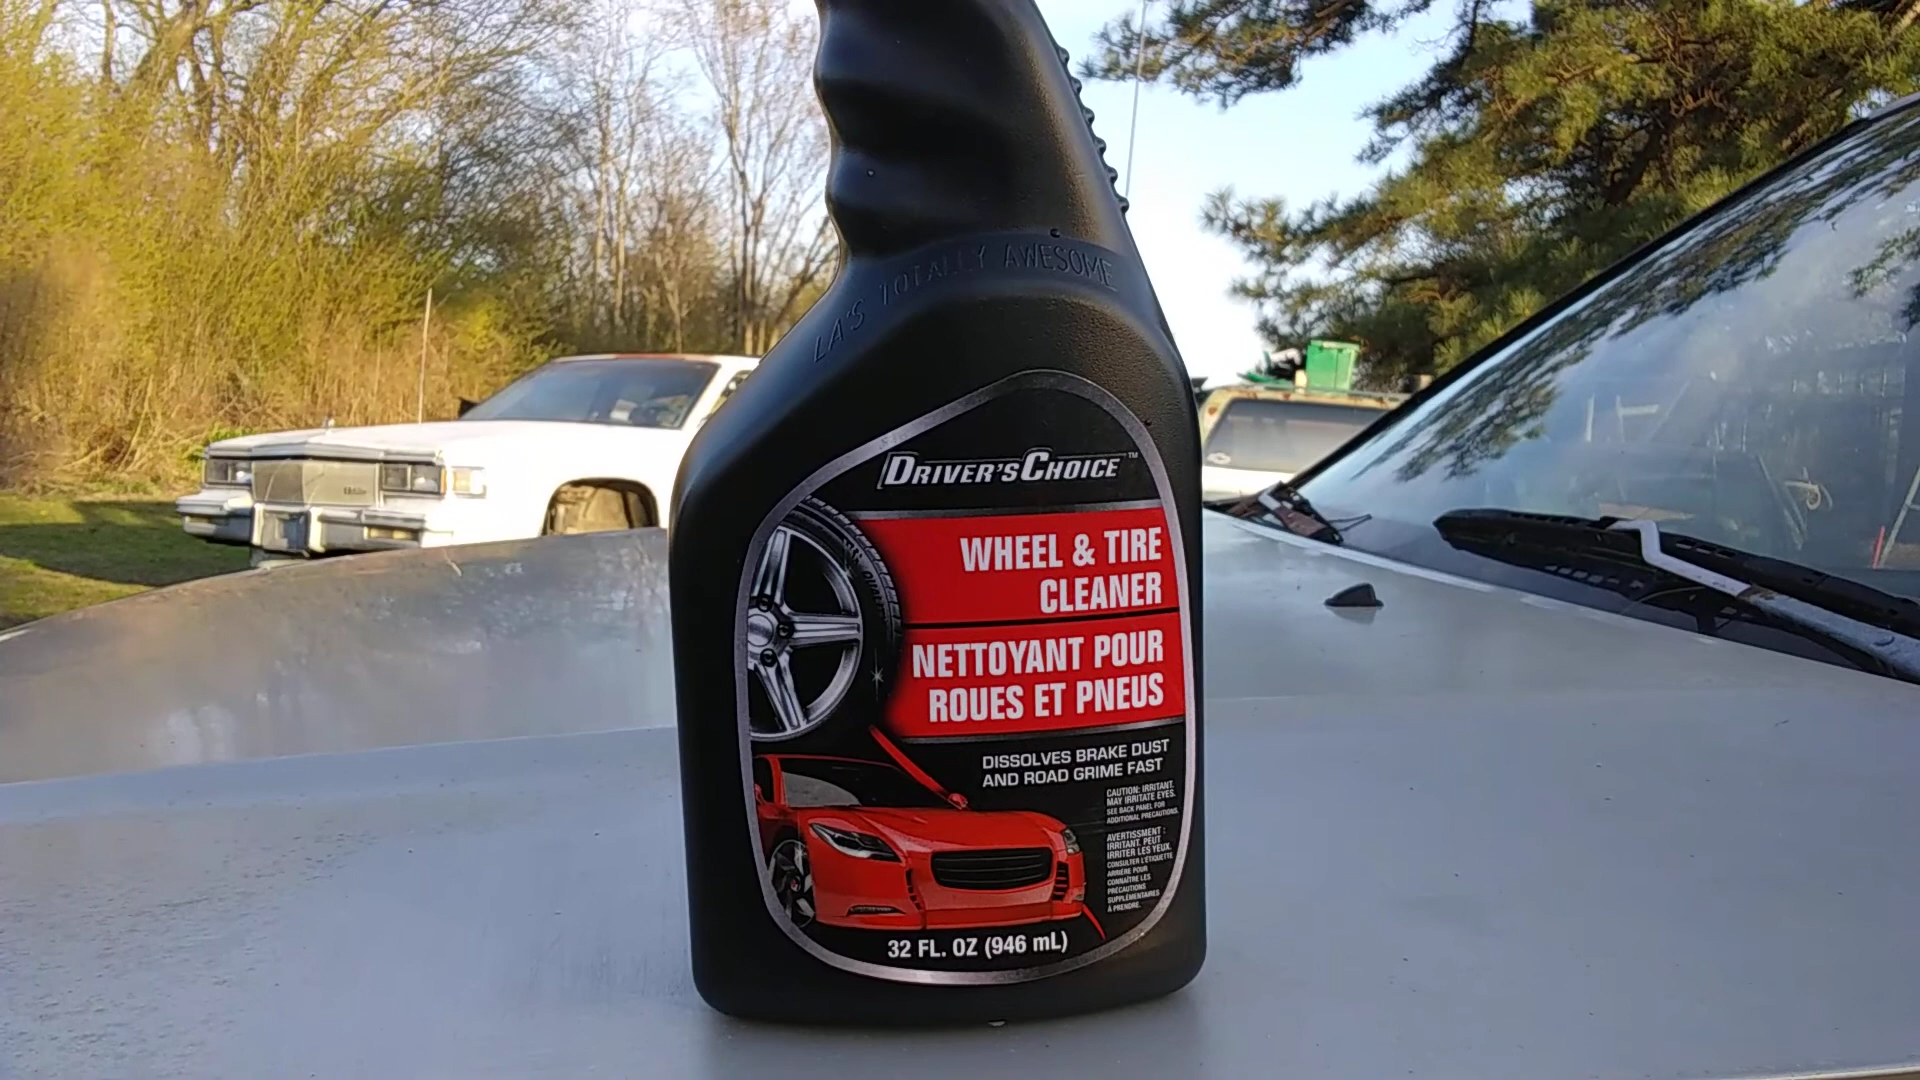 LA'S TOTALLY AWESOME
DRIVER'S CHOICE™
WHEEL & TIRE
CLEANER
NETTOYANT POUR
ROUES ET PNEUS
DISSOLVES BRAKE DUST
AND ROAD GRIME FAST
CAUTION: IRRITANT.
MAY IRRITATE EYES.
SEE BACK PANEL FOR
ADDITIONAL PRECAUTIONS.
AVERTISSEMENT :
IRRITANT. PEUT
IRRITER LES YEUX.
CONSULTER L'ÉTIQUETTE
ARRIÈRE POUR
CONNAÎTRE LES
PRÉCAUTIONS
SUPPLÉMENTAIRES
À PRENDRE.
32 FL. OZ (946 mL)